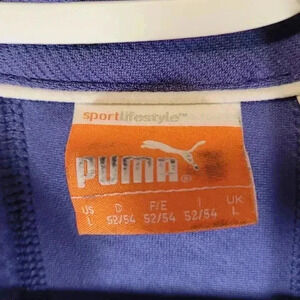 sportlifestyle™
PUMA®
US D F/E I UK
L 52/54 52/54 52/54 L